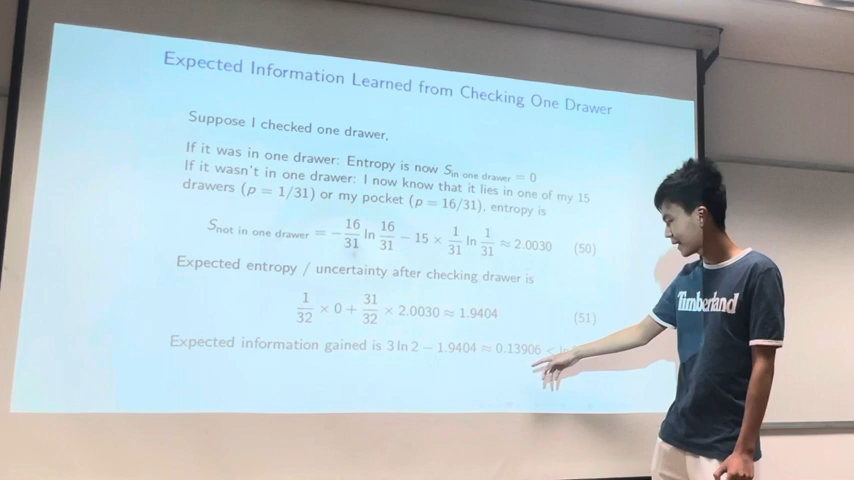 Expected Information Learned from Checking One Drawer
Suppose I checked one drawer,
If it was in one drawer: Entropy is now S_in one drawer = 0
If it wasn't in one drawer: I now know that it lies in one of my 15
drawers (p = 1/31) or my pocket (p = 16/31), entropy is
S_not in one drawer = − 16/31 ln 16/31 − 15 × 1/31 ln 1/31 ≈ 2.0030 (50)
Expected entropy / uncertainty after checking drawer is
1/32 × 0 + 31/32 × 2.0030 ≈ 1.9404 (51)
Expected information gained is 3 ln 2 − 1.9404 ≈ 0.13906 <
Timberland